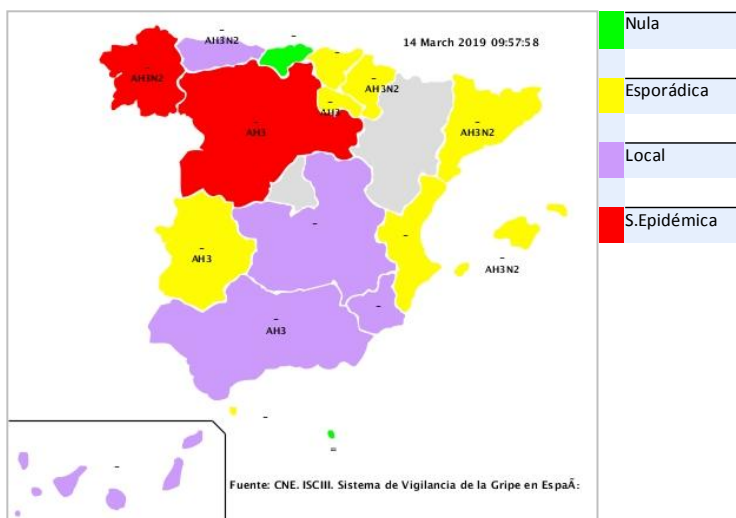 14 March 2019 09:57:58
Nula
Esporádica
Local
S.Epidémica
–
AH3N2
–
–
–
AH3N2
–
AH3N2
–
AH3
–
AH3
–
AH3N2
–
AH3N2
–
–
–
AH3
–
–
AH3
–
=
–
Fuente: CNE. ISCIII. Sistema de Vigilancia de la Gripe en EspaÃ: